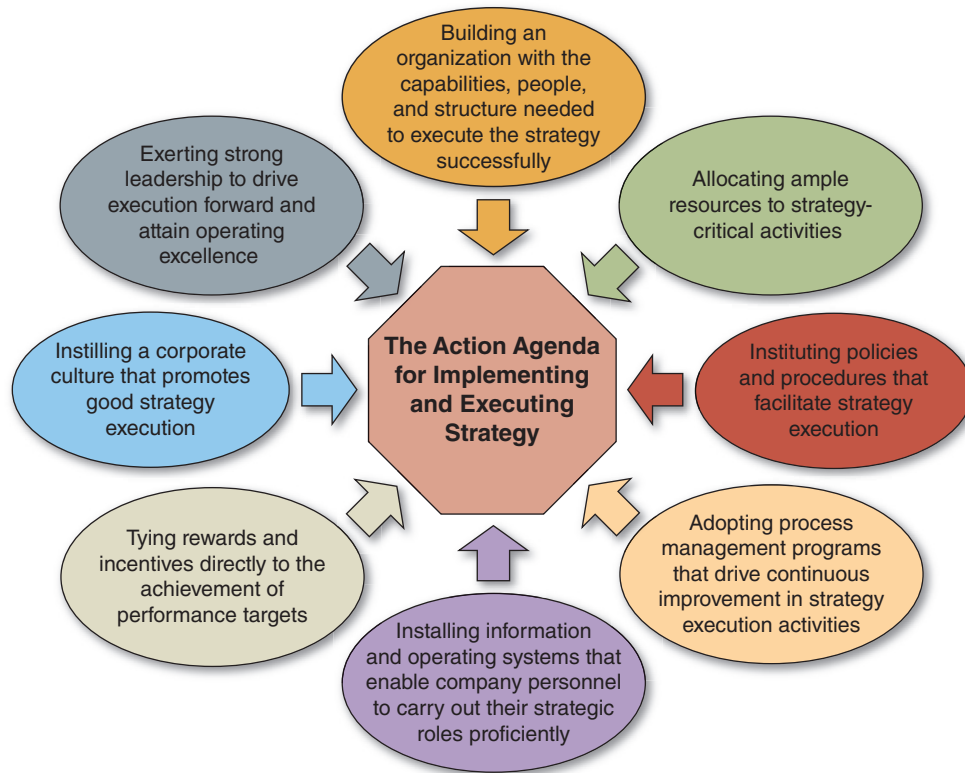 Building an
organization with the
capabilities, people,
and structure needed
to execute the strategy
successfully
Allocating ample
resources to strategy-
critical activities
Instituting policies
and procedures that
facilitate strategy
execution
Adopting process
management programs
that drive continuous
improvement in strategy
execution activities
Installing information
and operating systems that
enable company personnel
to carry out their strategic
roles proficiently
Tying rewards and
incentives directly to the
achievement of
performance targets
Instilling a corporate
culture that promotes
good strategy
execution
Exerting strong
leadership to drive
execution forward and
attain operating
excellence
The Action Agenda
for Implementing
and Executing
Strategy